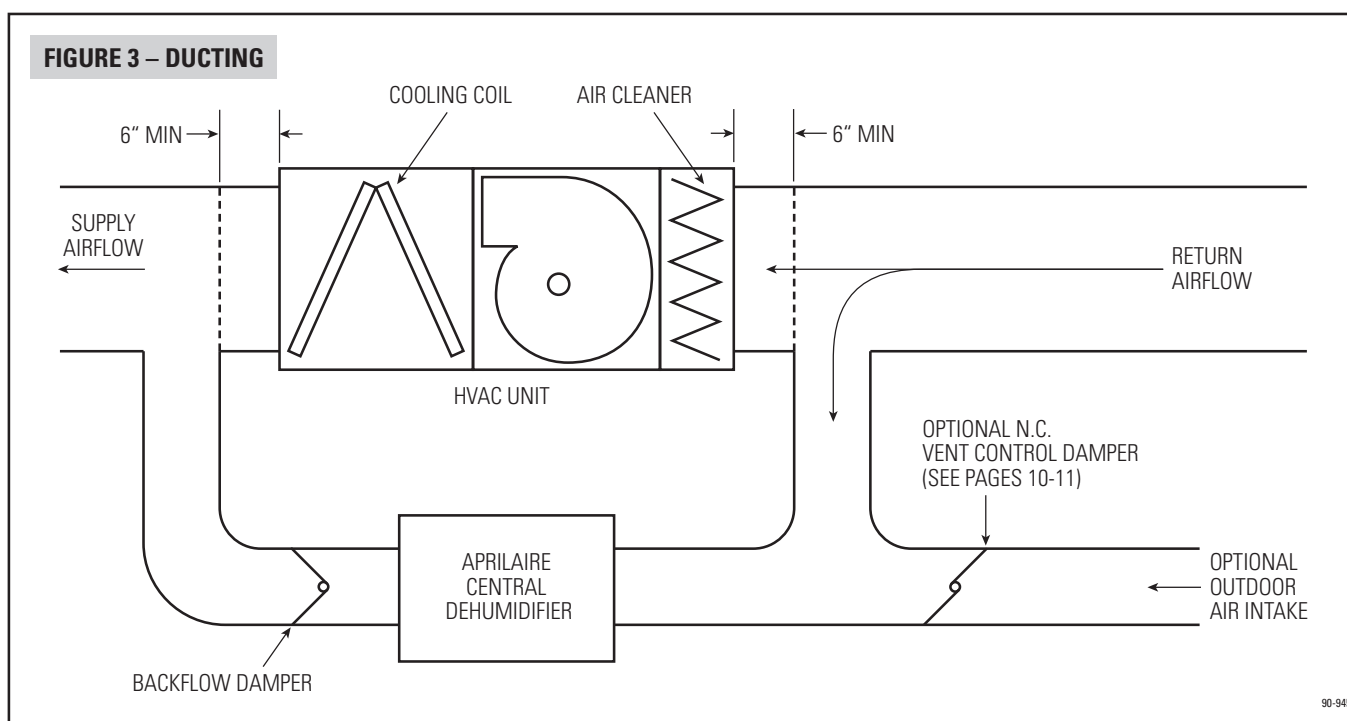 FIGURE 3 – DUCTING
COOLING COIL
AIR CLEANER
6“ MIN
6“ MIN
SUPPLY
AIRFLOW
RETURN
AIRFLOW
HVAC UNIT
OPTIONAL N.C.
VENT CONTROL DAMPER
(SEE PAGES 10-11)
APRILAIRE
CENTRAL
DEHUMIDIFIER
OPTIONAL
OUTDOOR
AIR INTAKE
BACKFLOW DAMPER